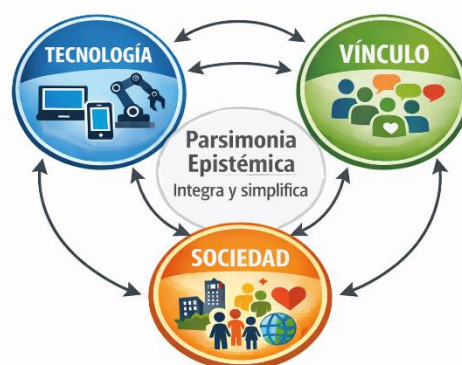 TECNOLOGÍA
VÍNCULO
Parsimonia
Epistémica
Integra y simplifica
SOCIEDAD